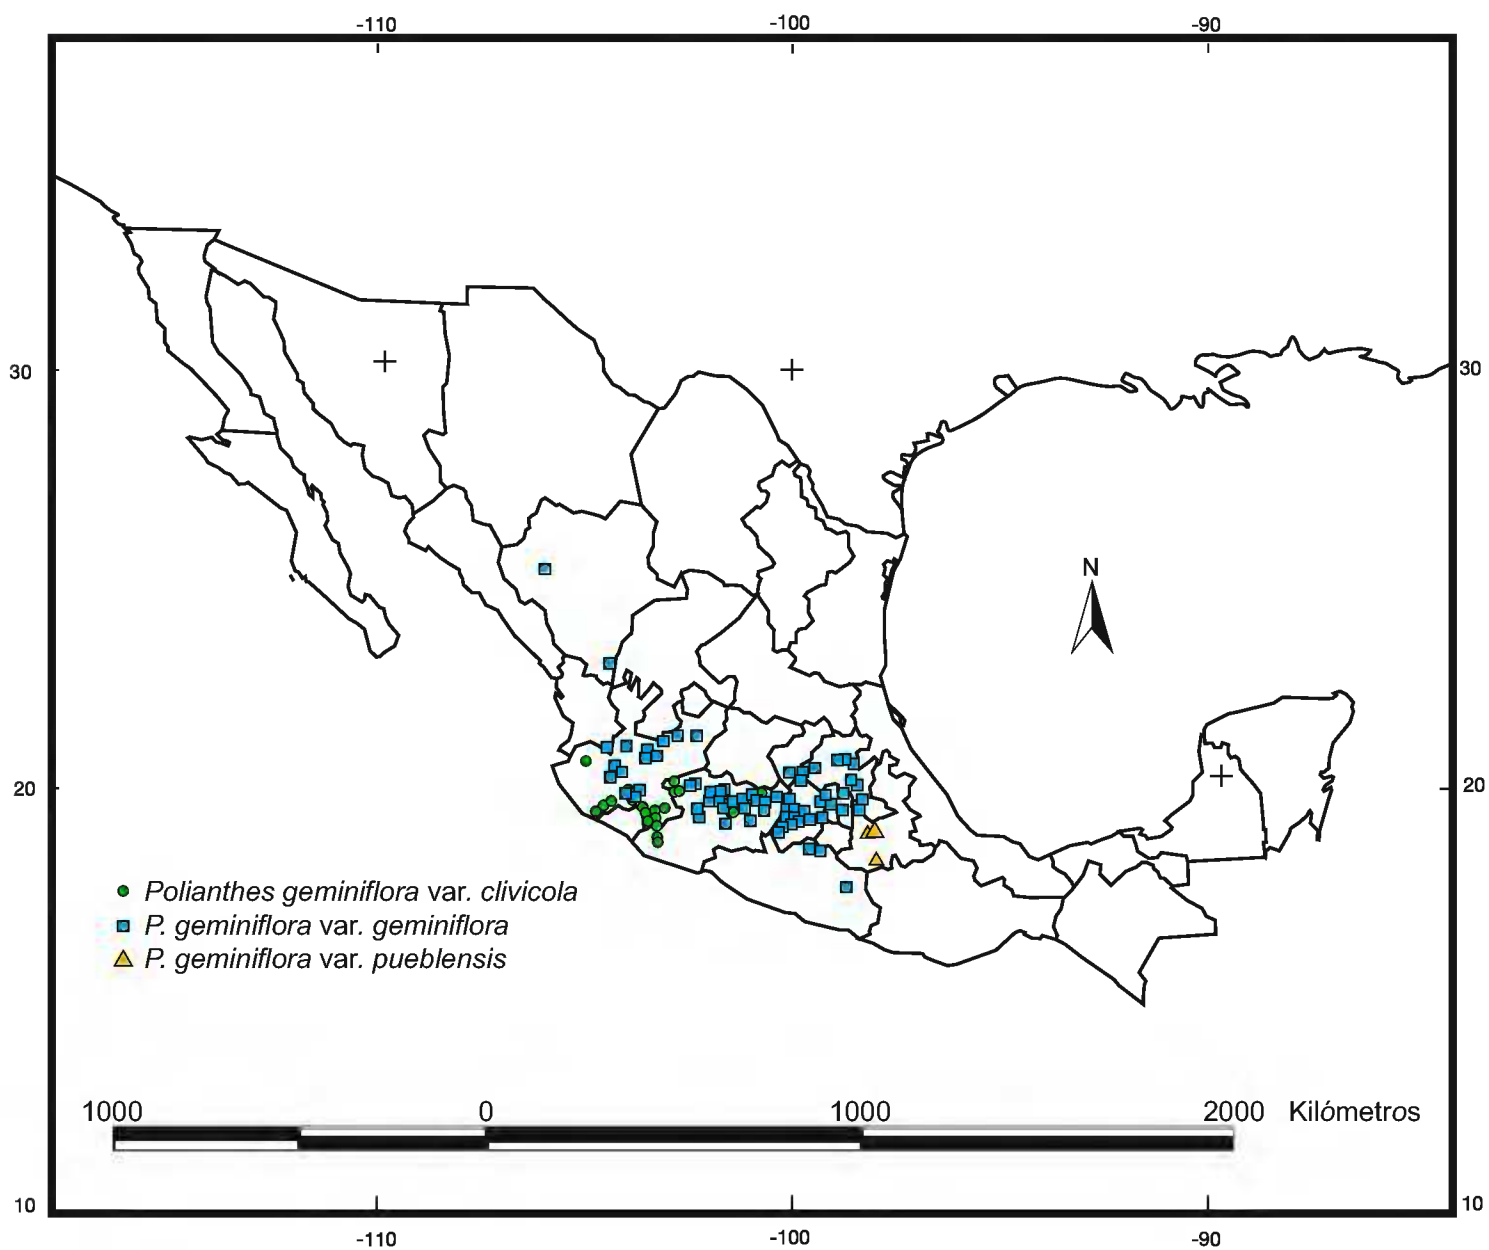 -110 -100 -90
30 30
N
20 20
Polianthes geminiflora var. clivicola
P. geminiflora var. geminiflora
P. geminiflora var. pueblensis
1000 0 1000 2000 Kilómetros
10 10
-110 -100 -90